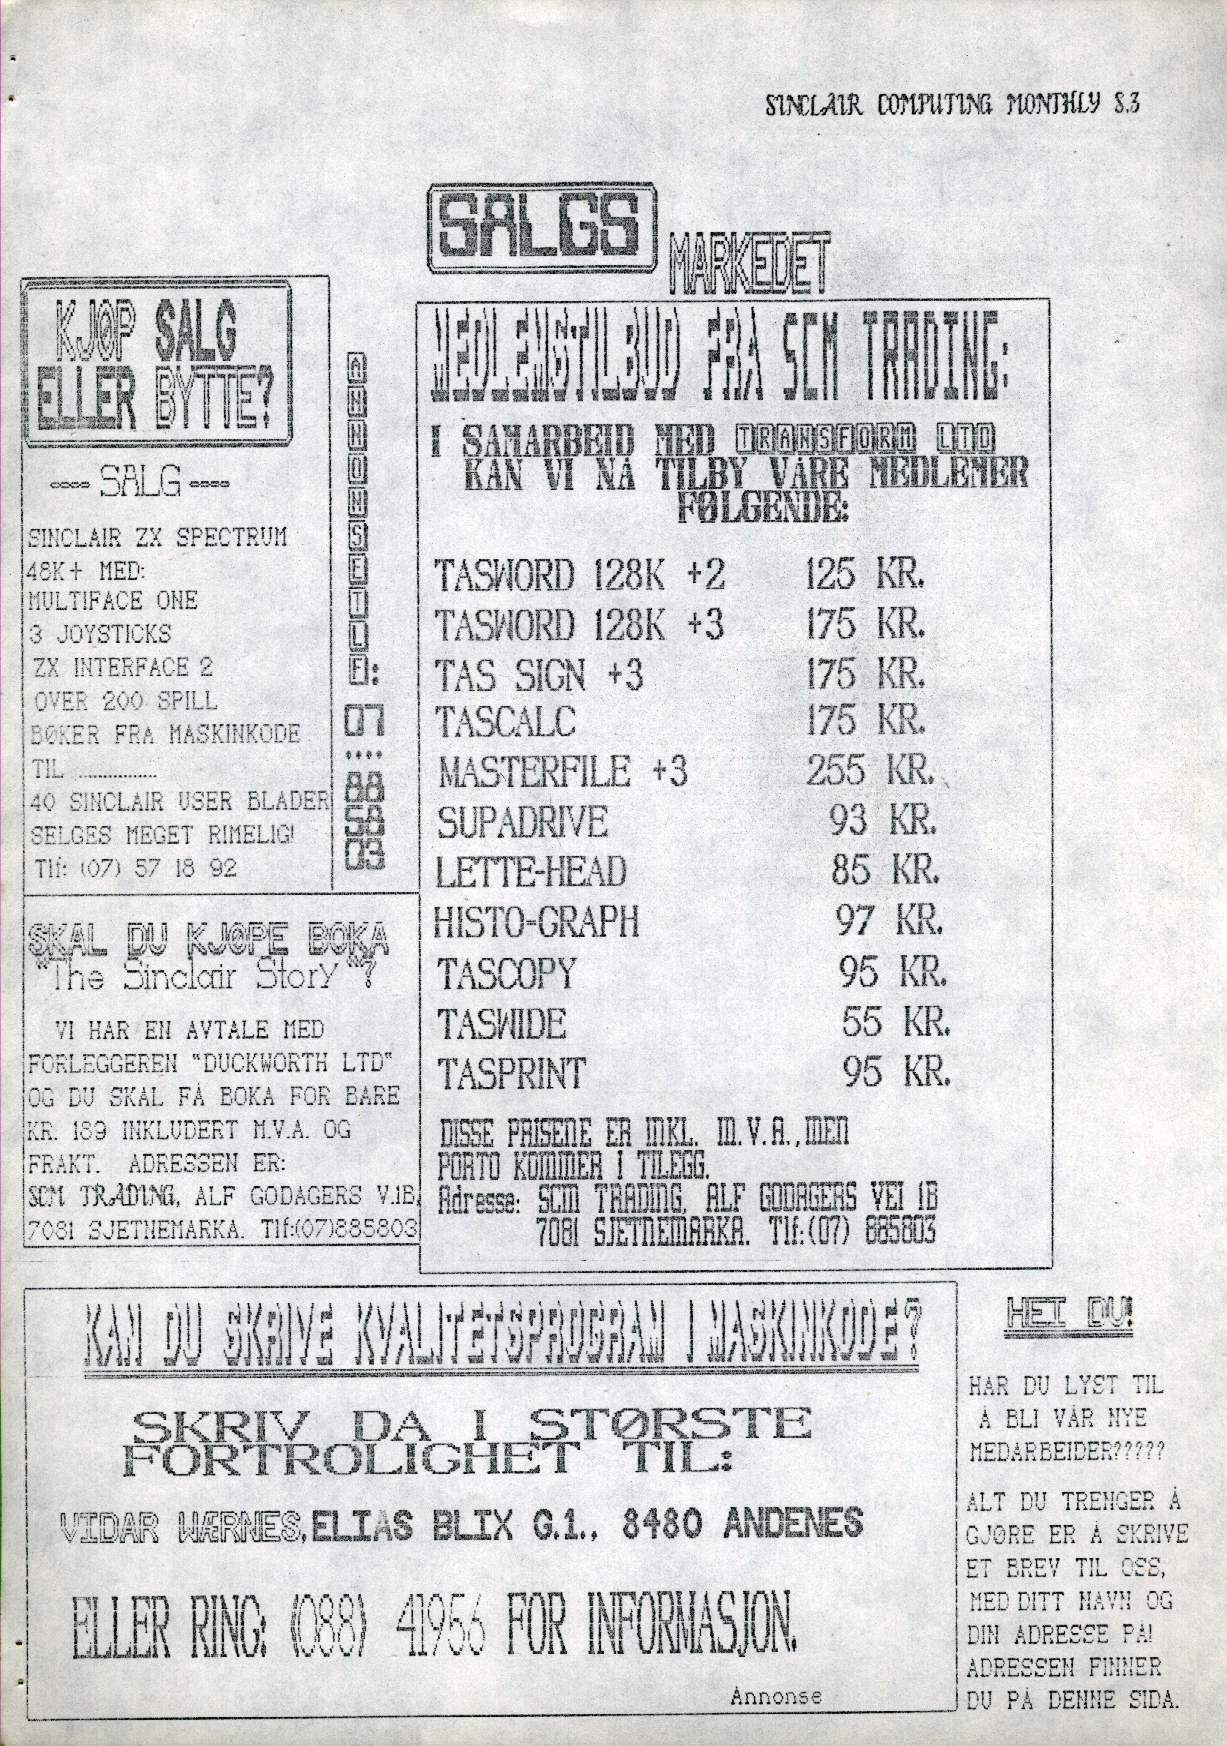 SINCLAIR COMPUTING MONTHLY S.3
SALGS
MARKEDET
KJØP SALG
ELLER BYTTE?
---- SALG ----
SINCLAIR ZX SPECTRUM
48K+ MED:
MULTIFACE ONE
3 JOYSTICKS
ZX INTERFACE 2
OVER 200 SPILL
BØKER FRA MASKINKODE
TIL ...............
40 SINCLAIR USER BLADER
SELGES MEGET RIMELIG!
Tlf: (07) 57 18 92
ANNONSETLF:
07
....
88
58
03
SKAL DU KJØPE BOKA
"The Sinclair Story"?
VI HAR EN AVTALE MED
FORLEGGEREN "DUCKWORTH LTD"
OG DU SKAL FÅ BOKA FOR BARE
KR. 189 INKLUDERT M.V.A. OG
FRAKT. ADRESSEN ER:
SCM TRADING, ALF GODAGERS V.1B,
7081 SJETNEMARKA. Tlf:(07)885803
MEDLEMSTILBUD FRA SCM TRADING:
I SAMARBEID MED TRANSFORM LTD
KAN VI NÅ TILBY VÅRE MEDLEMER
FØLGENDE:
TASWORD 128K +2 125 KR.
TASWORD 128K +3 175 KR.
TAS SIGN +3 175 KR.
TASCALC 175 KR.
MASTERFILE +3 255 KR.
SUPADRIVE 93 KR.
LETTE-HEAD 85 KR.
HISTO-GRAPH 97 KR.
TASCOPY 95 KR.
TASWIDE 55 KR.
TASPRINT 95 KR.
DISSE PRISENE ER INKL. M.V.A., MEN
PORTO KOMMER I TILEGG.
Adresse: SCM TRADING, ALF GODAGERS VEI 1B
7081 SJETNEMARKA. Tlf:(07) 885803
KAN DU SKRIVE KVALITETSPROGRAM I MASKINKODE?
SKRIV DA I STØRSTE
FORTROLIGHET TIL:
VIDAR WÆRNES, ELIAS BLIX G.1., 8480 ANDENES
ELLER RING: (088) 41956 FOR INFORMASJON.
Annonse
HEI DU!
HAR DU LYST TIL
Å BLI VÅR NYE
MEDARBEIDER?????
ALT DU TRENGER Å
GJØRE ER Å SKRIVE
ET BREV TIL OSS,
MED DITT NAVN OG
DIN ADRESSE PÅ!
ADRESSEN FINNER
DU PÅ DENNE SIDA.